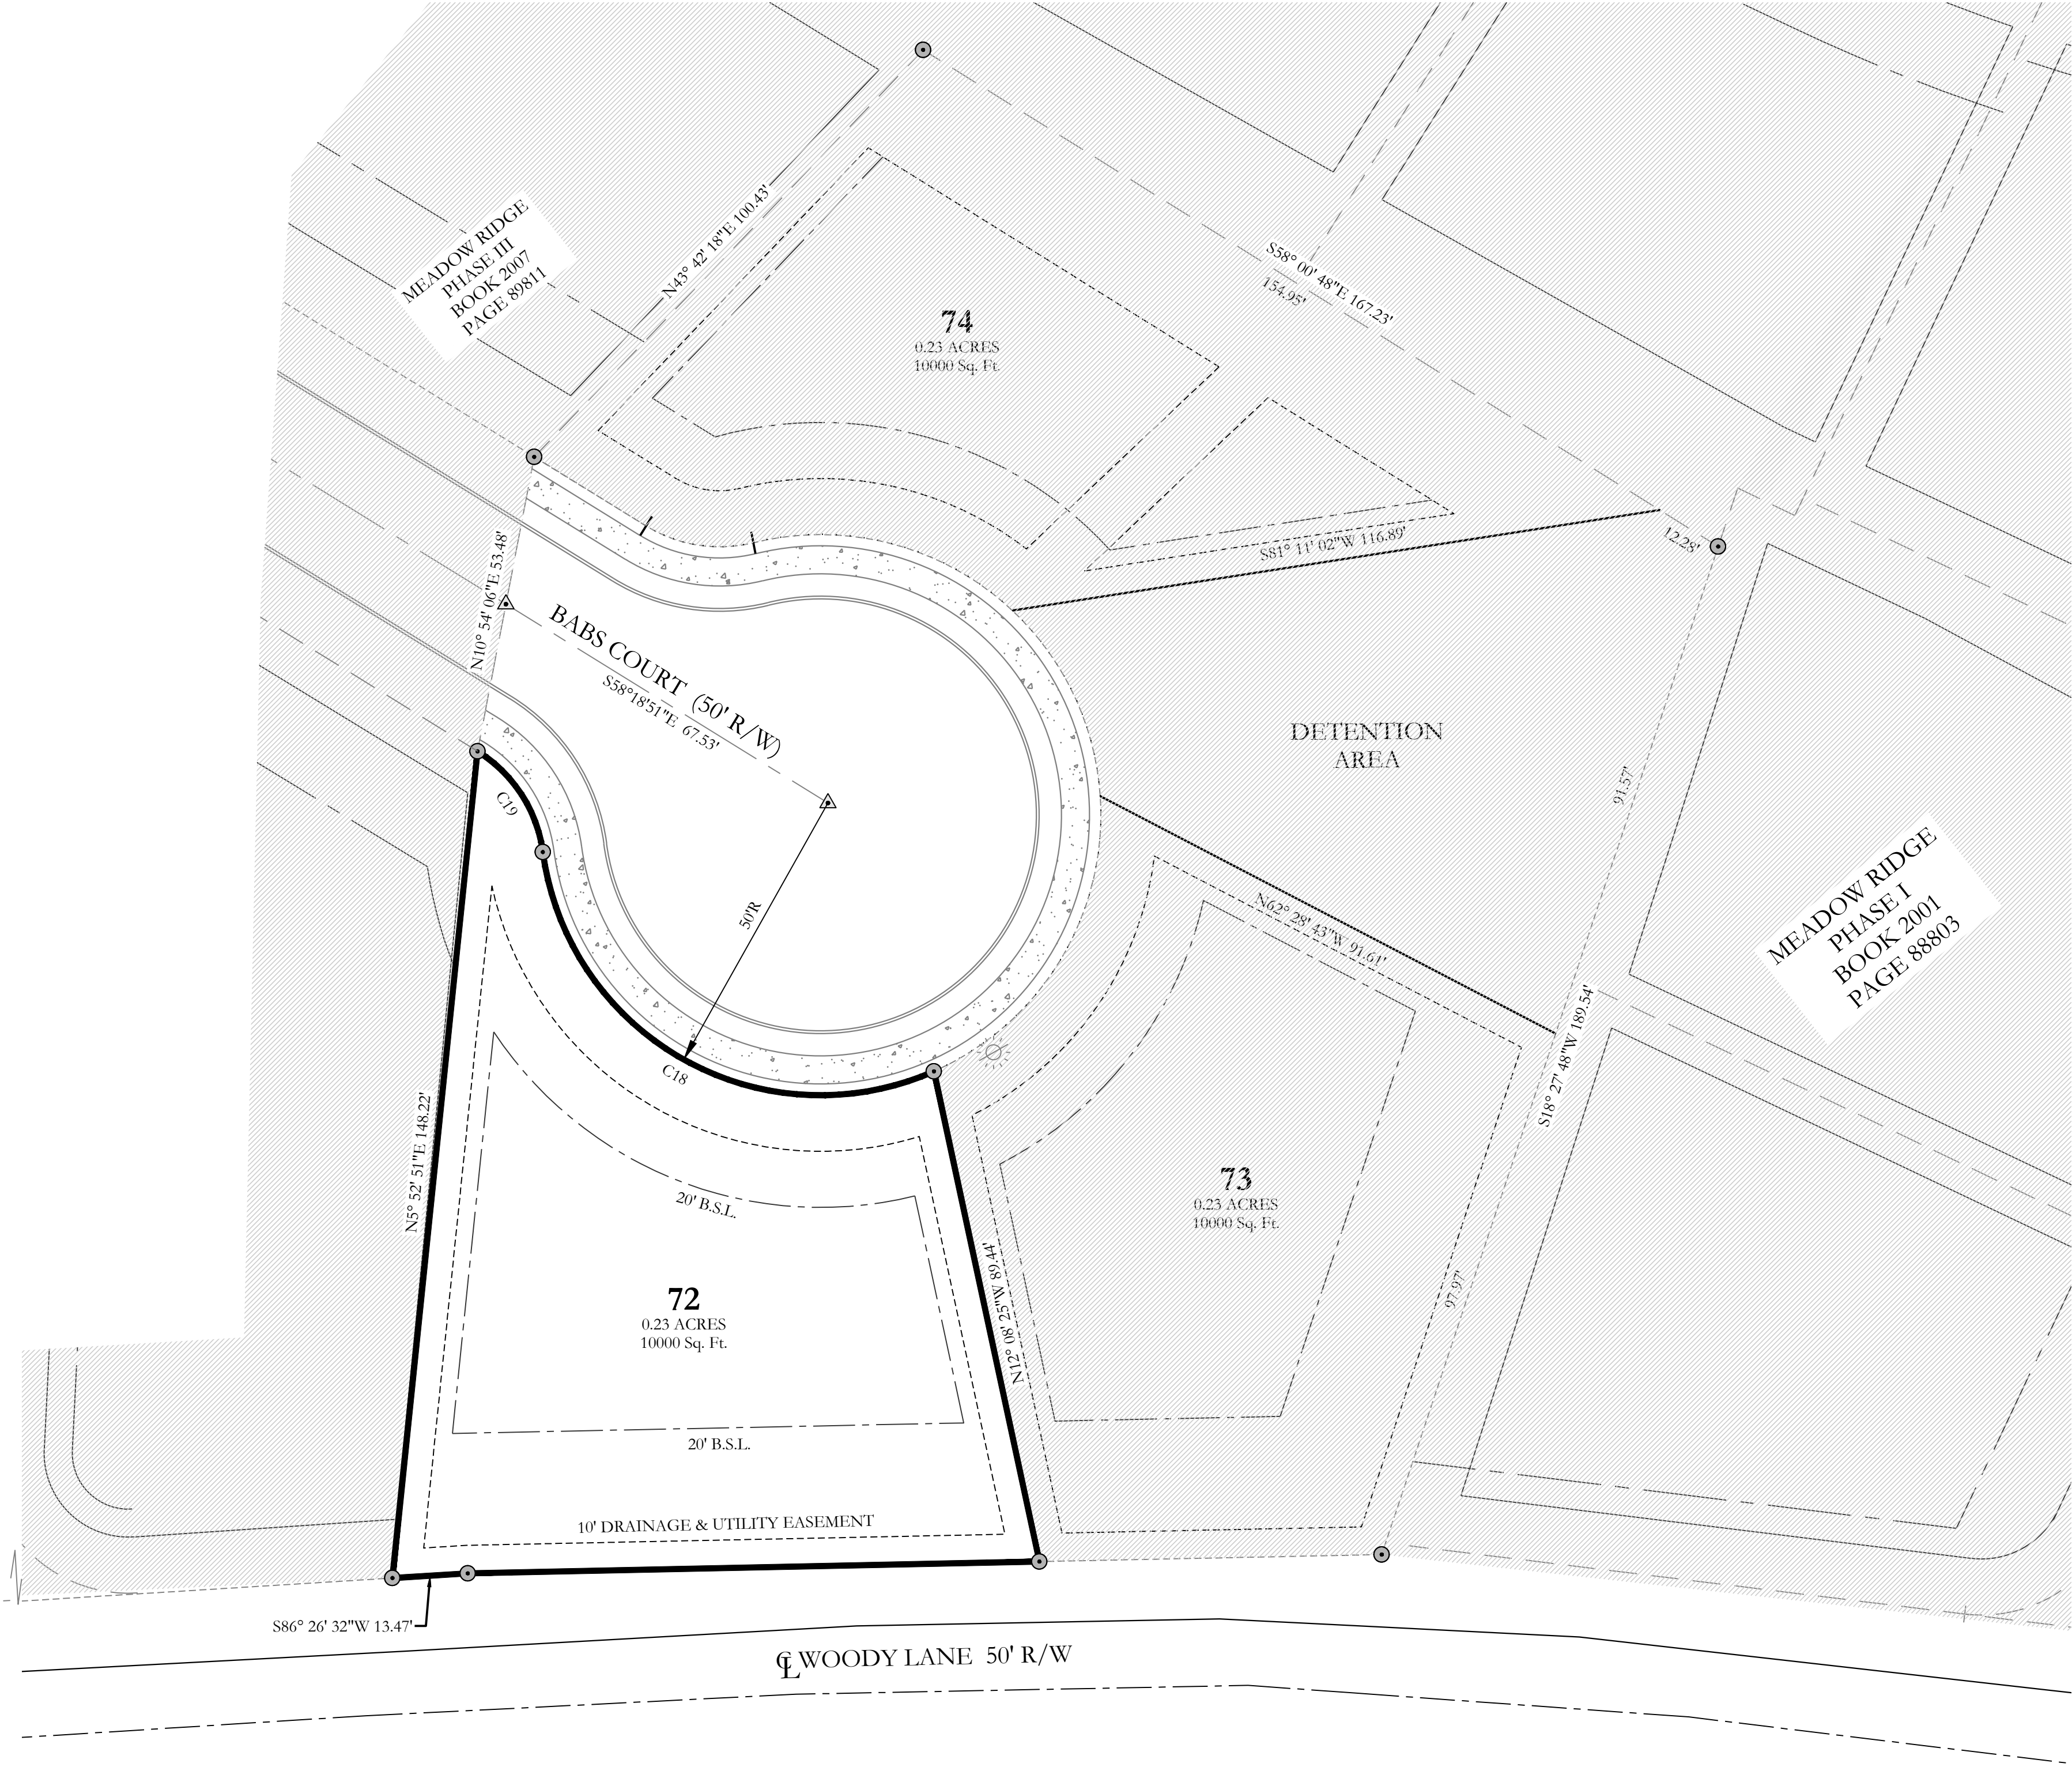 MEADOW RIDGE
PHASE III
BOOK 2007
PAGE 89811
N43° 42' 18"E 100.43'
74
0.23 ACRES
10000 Sq. Ft.
S58° 00' 48"E 167.23'
154.95'
N10° 54' 06"E 53.48'
BABS COURT (50' R/W)
S58°18'51"E 67.53'
S81° 11' 02"W 116.89'
12.28'
DETENTION
AREA
91.57'
C19
50'R
C18
N62° 28' 43"W 91.61'
MEADOW RIDGE
PHASE I
BOOK 2001
PAGE 88803
S18° 27' 48"W 189.54'
N5° 52' 51"E 148.22'
20' B.S.L.
73
0.23 ACRES
10000 Sq. Ft.
72
0.23 ACRES
10000 Sq. Ft.
N12° 08' 25"W 89.44'
97.97'
20' B.S.L.
10' DRAINAGE & UTILITY EASEMENT
S86° 26' 32"W 13.47'
℄ WOODY LANE 50' R/W